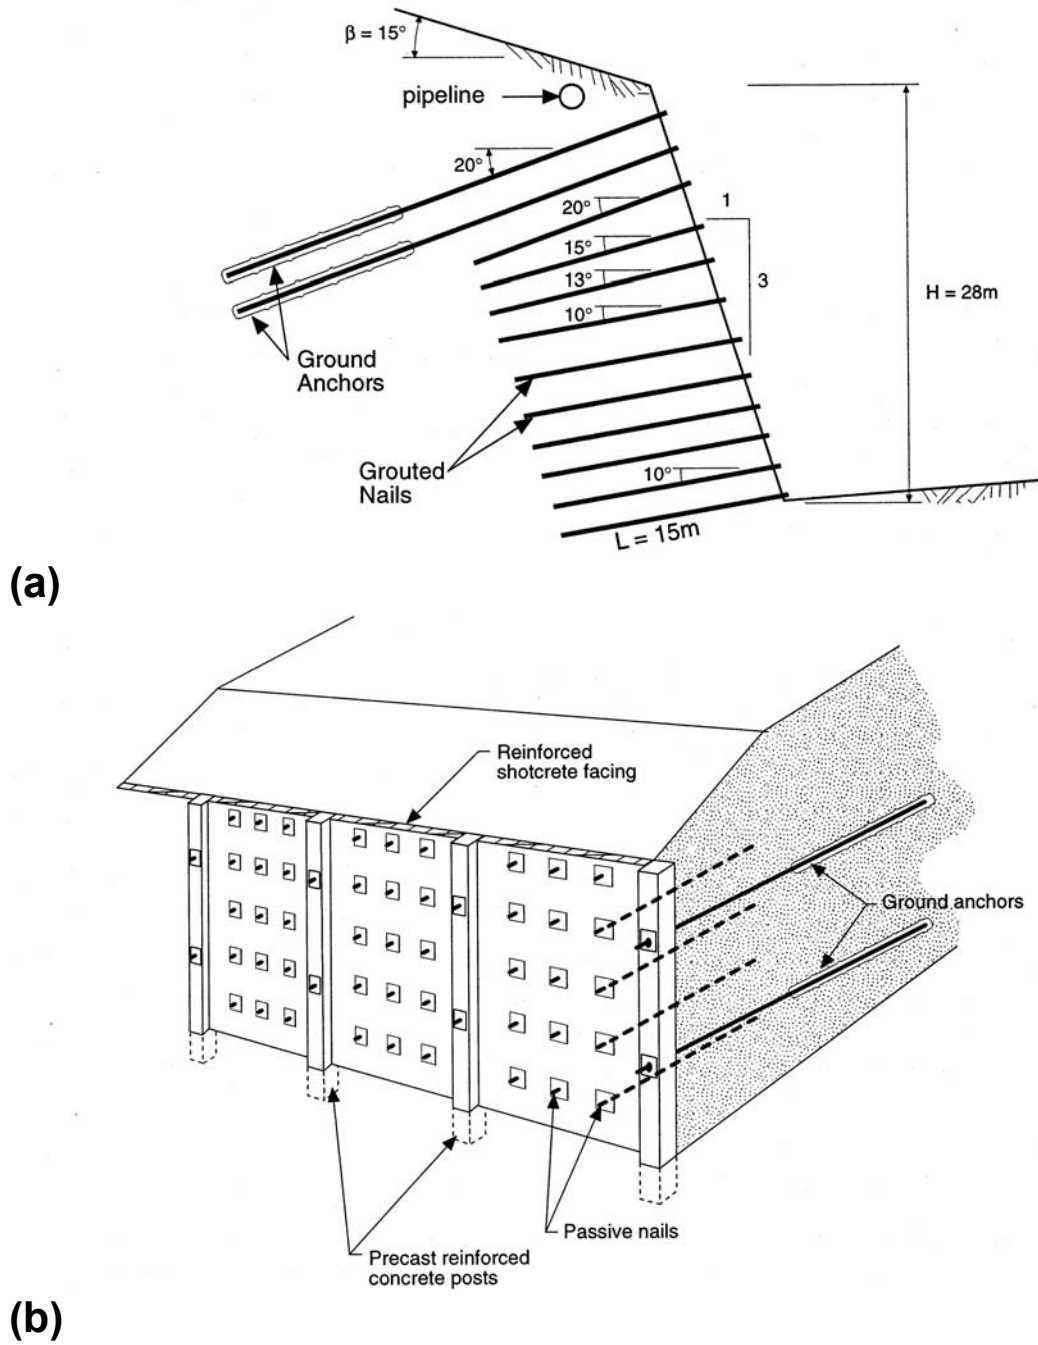 β = 15°
pipeline
20°
20°
1
15°
13°
3
10°
H = 28m
Ground
Anchors
Grouted
Nails
10°
L = 15m
(a)
Reinforced
shotcrete facing
Ground anchors
Passive nails
Precast reinforced
concrete posts
(b)